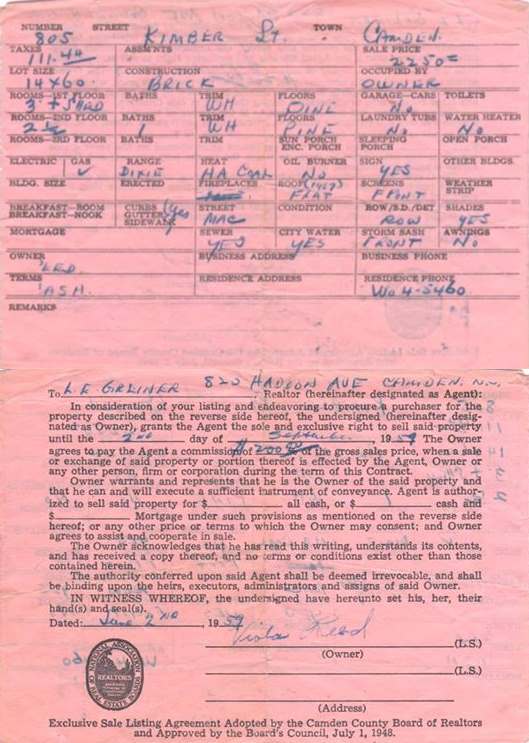 NUMBER STREET TOWN
805 KIMBER St. CAMDEN.
TAXES ASSM'NTS SALE PRICE
111.44 2250=
LOT SIZE CONSTRUCTION OCCUPIED BY
14X60. BRICK OWNER
ROOMS—1ST FLOOR BATHS TRIM FLOORS GARAGE—CARS TOILETS
3 + SHED WH PINE No
ROOMS—2ND FLOOR BATHS TRIM FLOORS LAUNDRY TUBS WATER HEATER
1 WH PINE No No
ROOMS—3RD FLOOR BATHS TRIM SUN PORCH ENC. PORCH SLEEPING PORCH OPEN PORCH
ELECTRIC GAS RANGE HEAT OIL BURNER SIGN OTHER BLDGS.
✓ DIXIE HA COAL No YES
BLDG. SIZE ERECTED FIREPLACES ROOF SCREENS WEATHER STRIP
FLAT FRONT
BREAKFAST—ROOM CURBS STREET CONDITION ROW/S.D./DET SHADES
BREAKFAST—NOOK GUTTERS SIDEWALK yes MAC ROW YES
MORTGAGE SEWER CITY WATER STORM SASH AWNINGS
YES YES FRONT No
OWNER BUSINESS ADDRESS BUSINESS PHONE
TERMS RESIDENCE ADDRESS RESIDENCE PHONE
Wo 4-5460
REMARKS
To L. E GREINER 825 HADDON AVE CAMDEN. N.J. Realtor (hereinafter designated as Agent):
In consideration of your listing and endeavoring to procure a purchaser for the
property described on the reverse side hereof, the undersigned (hereinafter desig-
nated as Owner), grants the Agent the sole and exclusive right to sell said property
until the 2nd day of September, 1959 The Owner
agrees to pay the Agent a commission of $200 of the gross sales price, when a sale
or exchange of said property or portion thereof is effected by the Agent, Owner or
any other person, firm or corporation during the term of this Contract.
Owner warrants and represents that he is the Owner of the said property and
that he can and will execute a sufficient instrument of conveyance. Agent is author-
ized to sell said property for $ all cash, or $ cash and
$ Mortgage under such provisions as mentioned on the reverse side
hereof; or any other price or terms to which the Owner may consent; and Owner
agrees to assist and cooperate in sale.
The Owner acknowledges that he has read this writing, understands its contents,
and has received a copy thereof, and no terms or conditions exist other than those
contained herein.
The authority conferred upon said Agent shall be deemed irrevocable, and shall
be binding upon the heirs, executors, administrators and assigns of said Owner.
IN WITNESS WHEREOF, the undersigned have hereunto set his, her, their
hand(s) and seal(s).
Dated: June 2nd, 1959
Viola Reed (L.S.)
(Owner)
(L.S.)
(Address)
NATIONAL ASSOCIATION
REALTORS
REAL ESTATE BOARDS
Exclusive Sale Listing Agreement Adopted by the Camden County Board of Realtors
and Approved by the Board's Council, July 1, 1948.